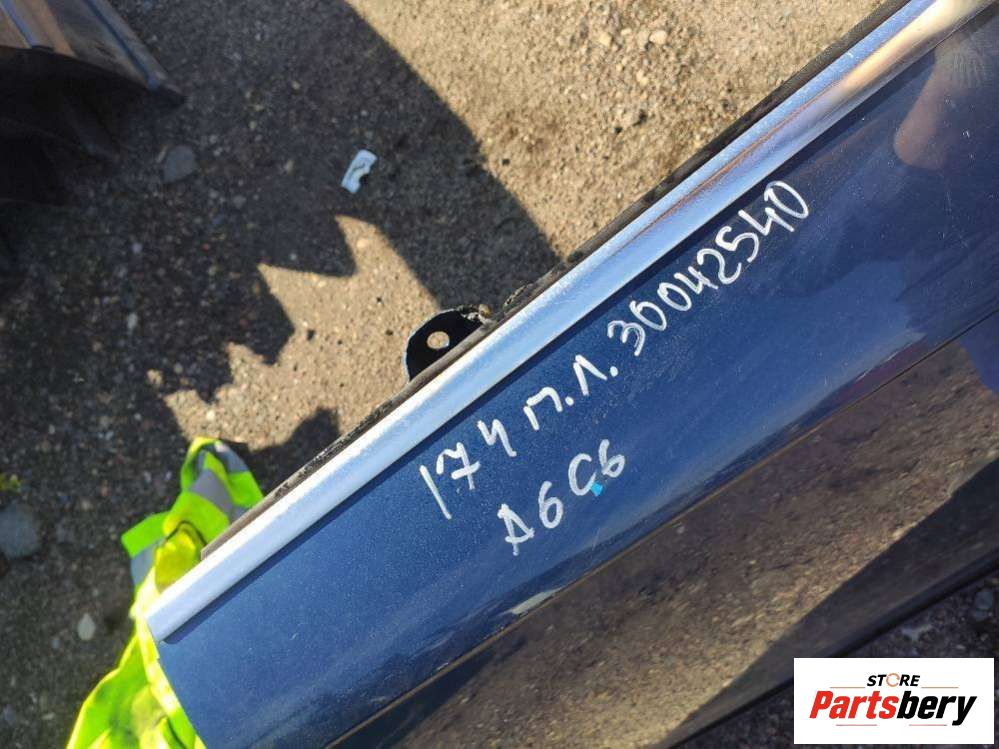 174 п.л. 30042540
A6C6
STORE
Partsbery